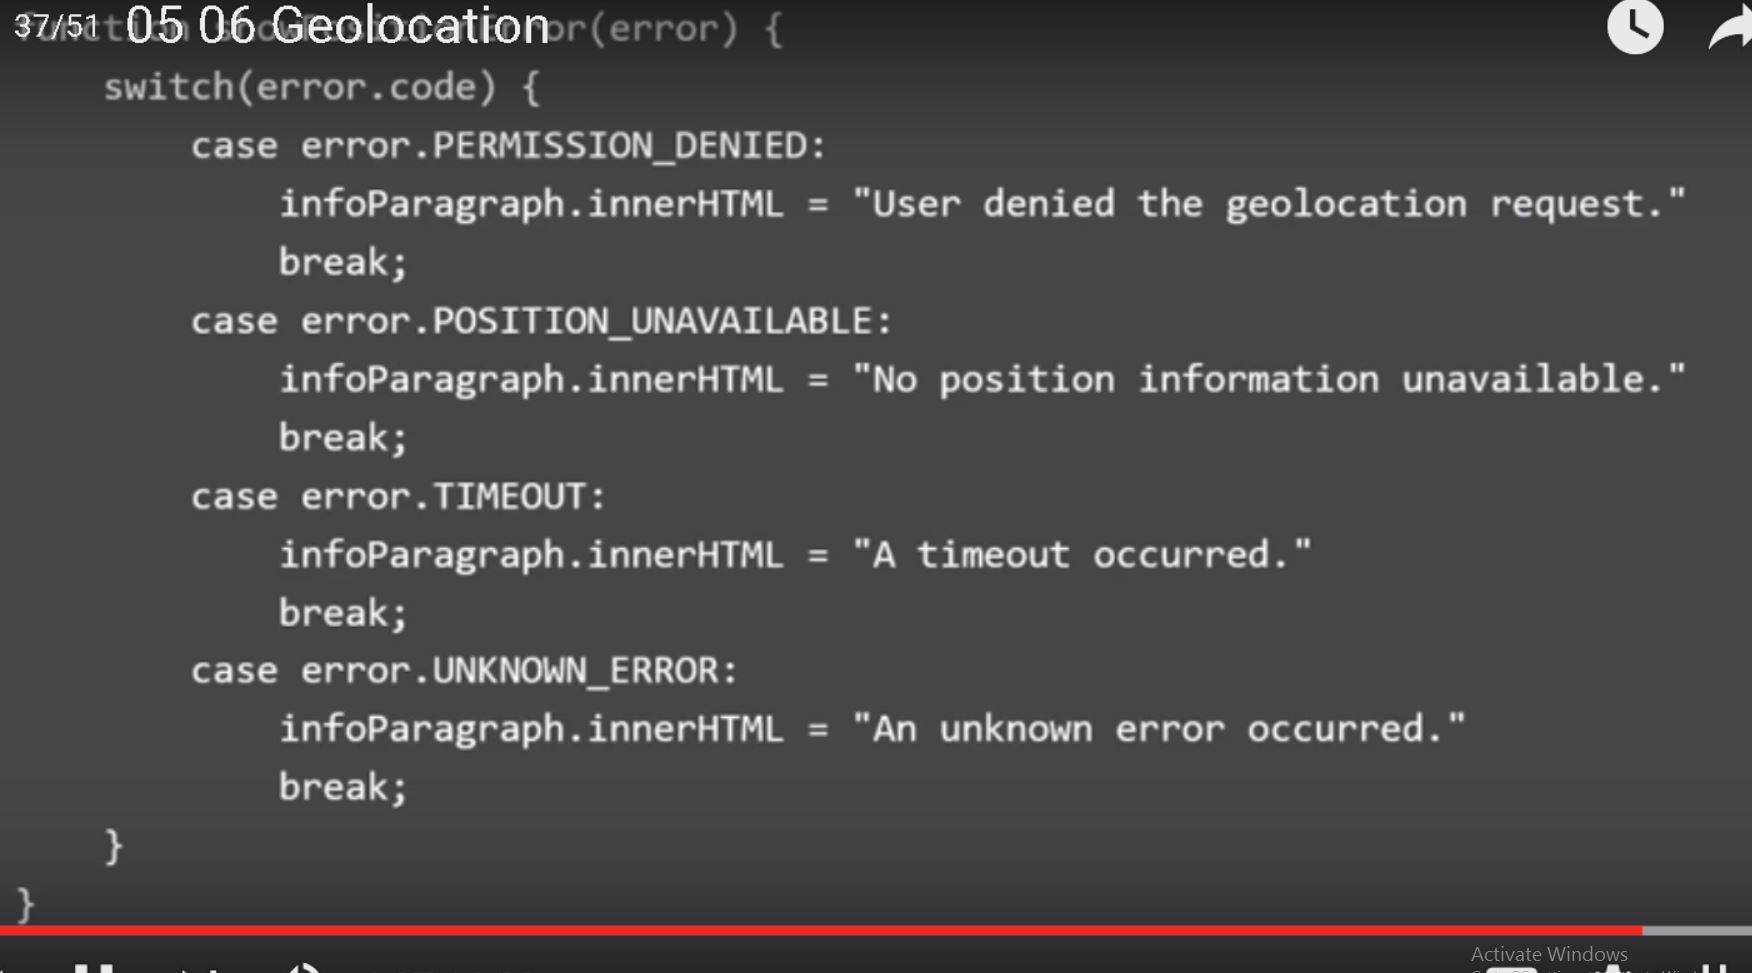 37/51 05 06 Geolocation
function (error) {
switch(error.code) {
case error.PERMISSION_DENIED:
infoParagraph.innerHTML = "User denied the geolocation request."
break;
case error.POSITION_UNAVAILABLE:
infoParagraph.innerHTML = "No position information unavailable."
break;
case error.TIMEOUT:
infoParagraph.innerHTML = "A timeout occurred."
break;
case error.UNKNOWN_ERROR:
infoParagraph.innerHTML = "An unknown error occurred."
break;
}
}
Activate Windows